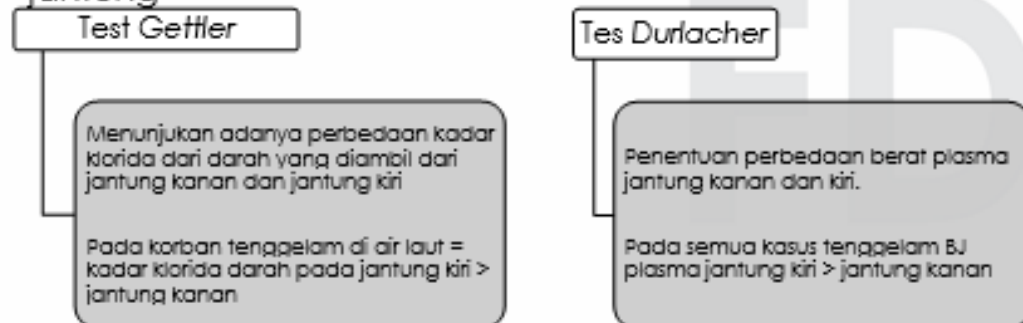 Test Gettler
Menunjukan adanya perbedaan kadar
klorida dari darah yang diambil dari
jantung kanan dan jantung kiri
Pada korban tenggelam di air laut =
kadar klorida darah pada jantung kiri >
jantung kanan
Tes Durlacher
Penentuan perbedaan berat plasma
jantung kanan dan kiri.
Pada semua kasus tenggelam BJ
plasma jantung kiri > jantung kanan